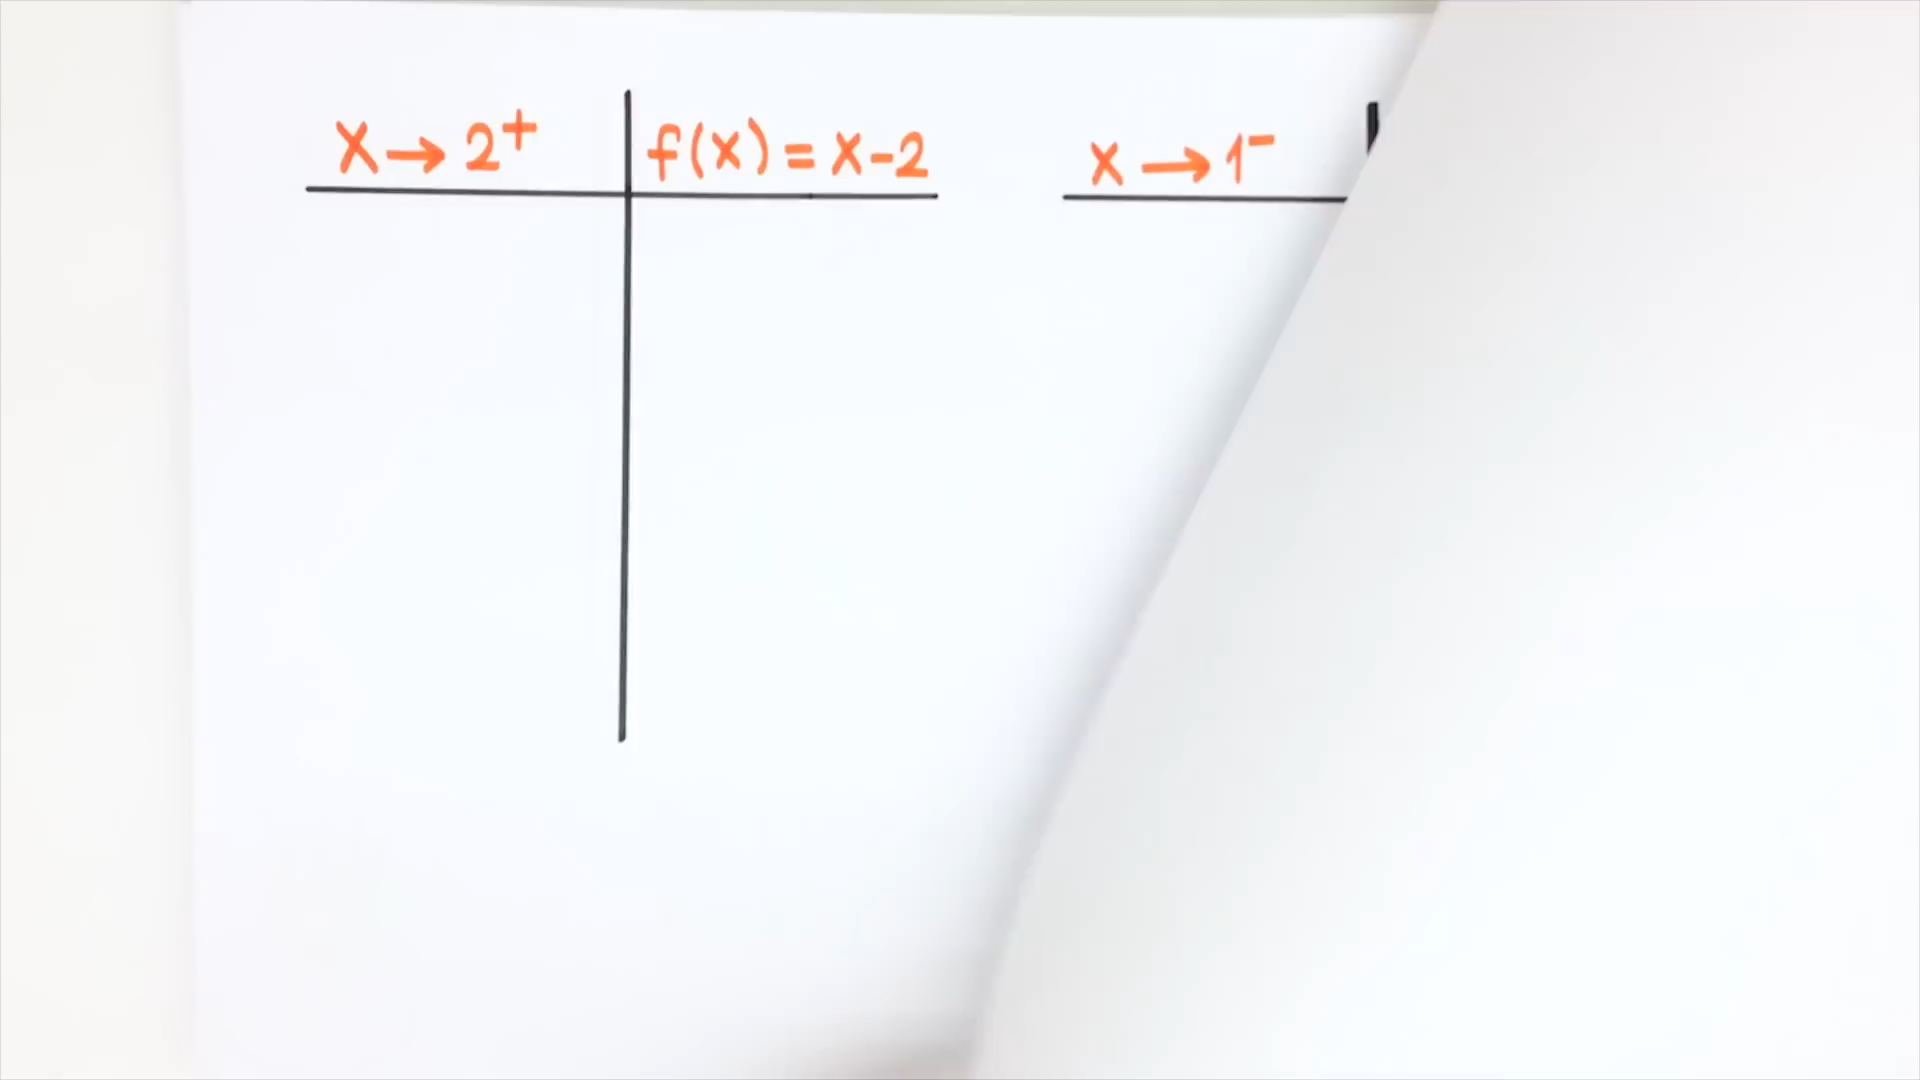 x → 2⁺ f(x) = x-2
x → 1⁻